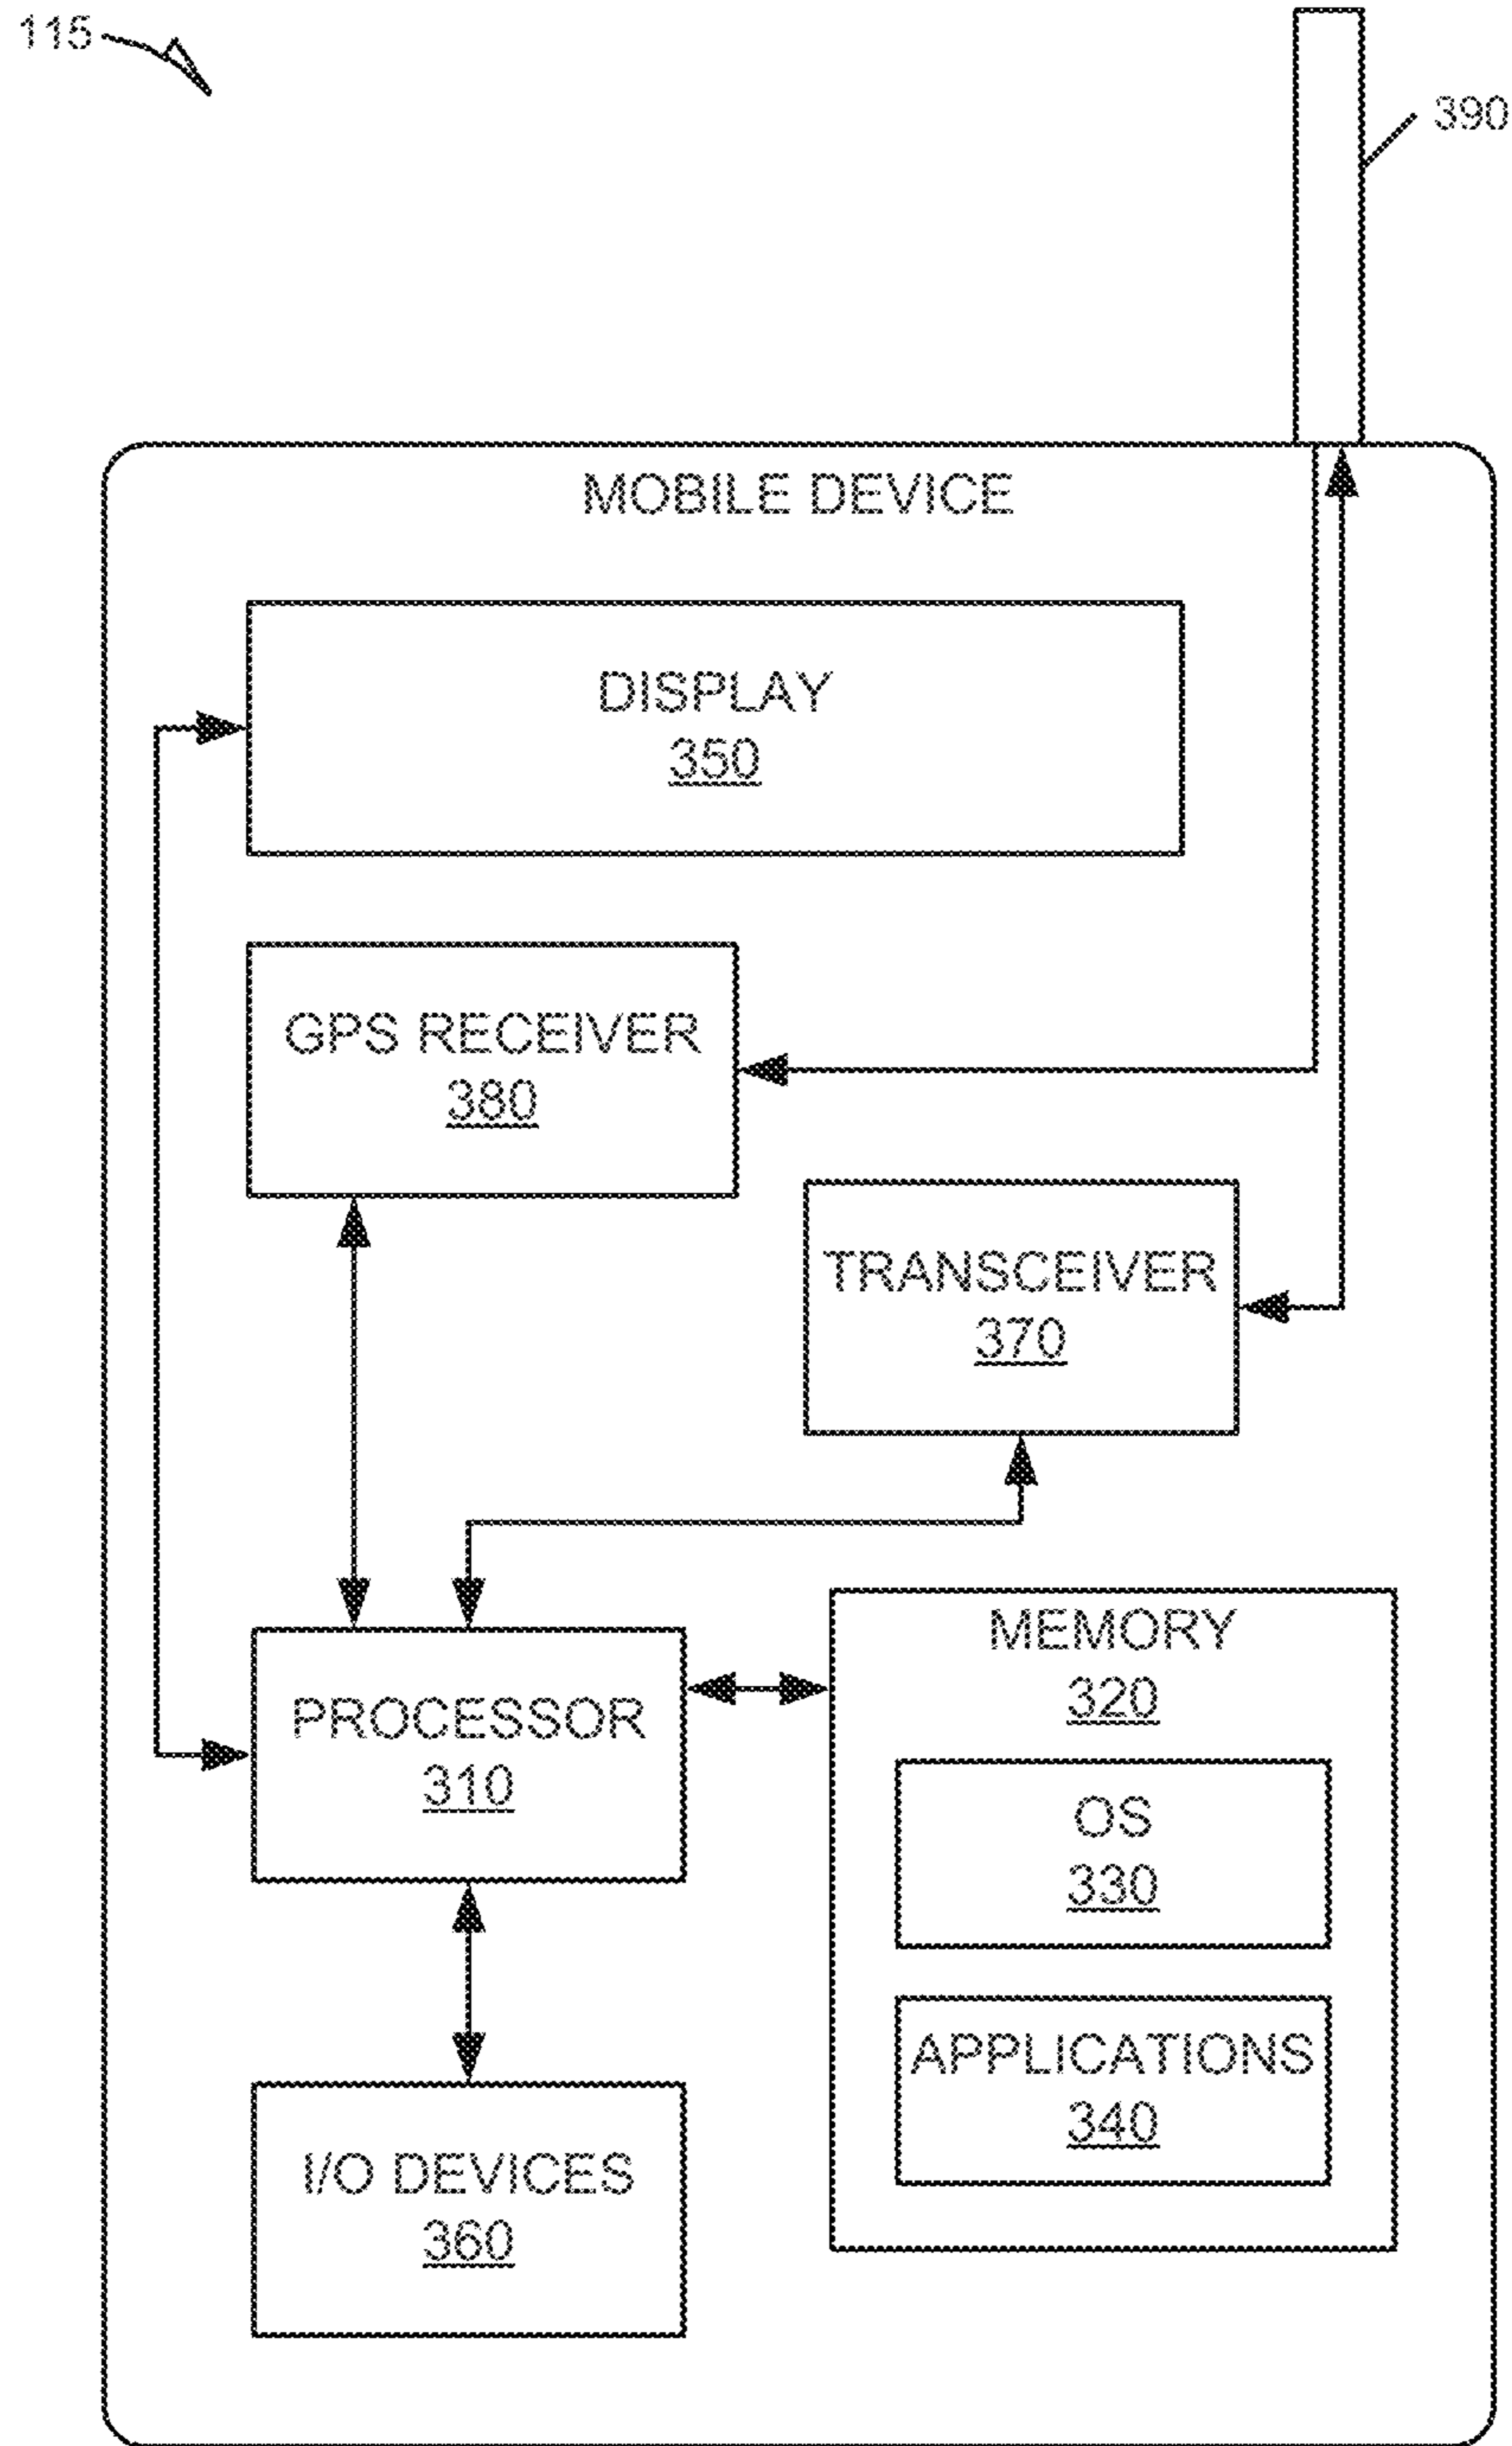 115
390
MOBILE DEVICE
DISPLAY
350
GPS RECEIVER
380
TRANSCEIVER
370
PROCESSOR
310
MEMORY
320
OS
330
APPLICATIONS
340
I/O DEVICES
360